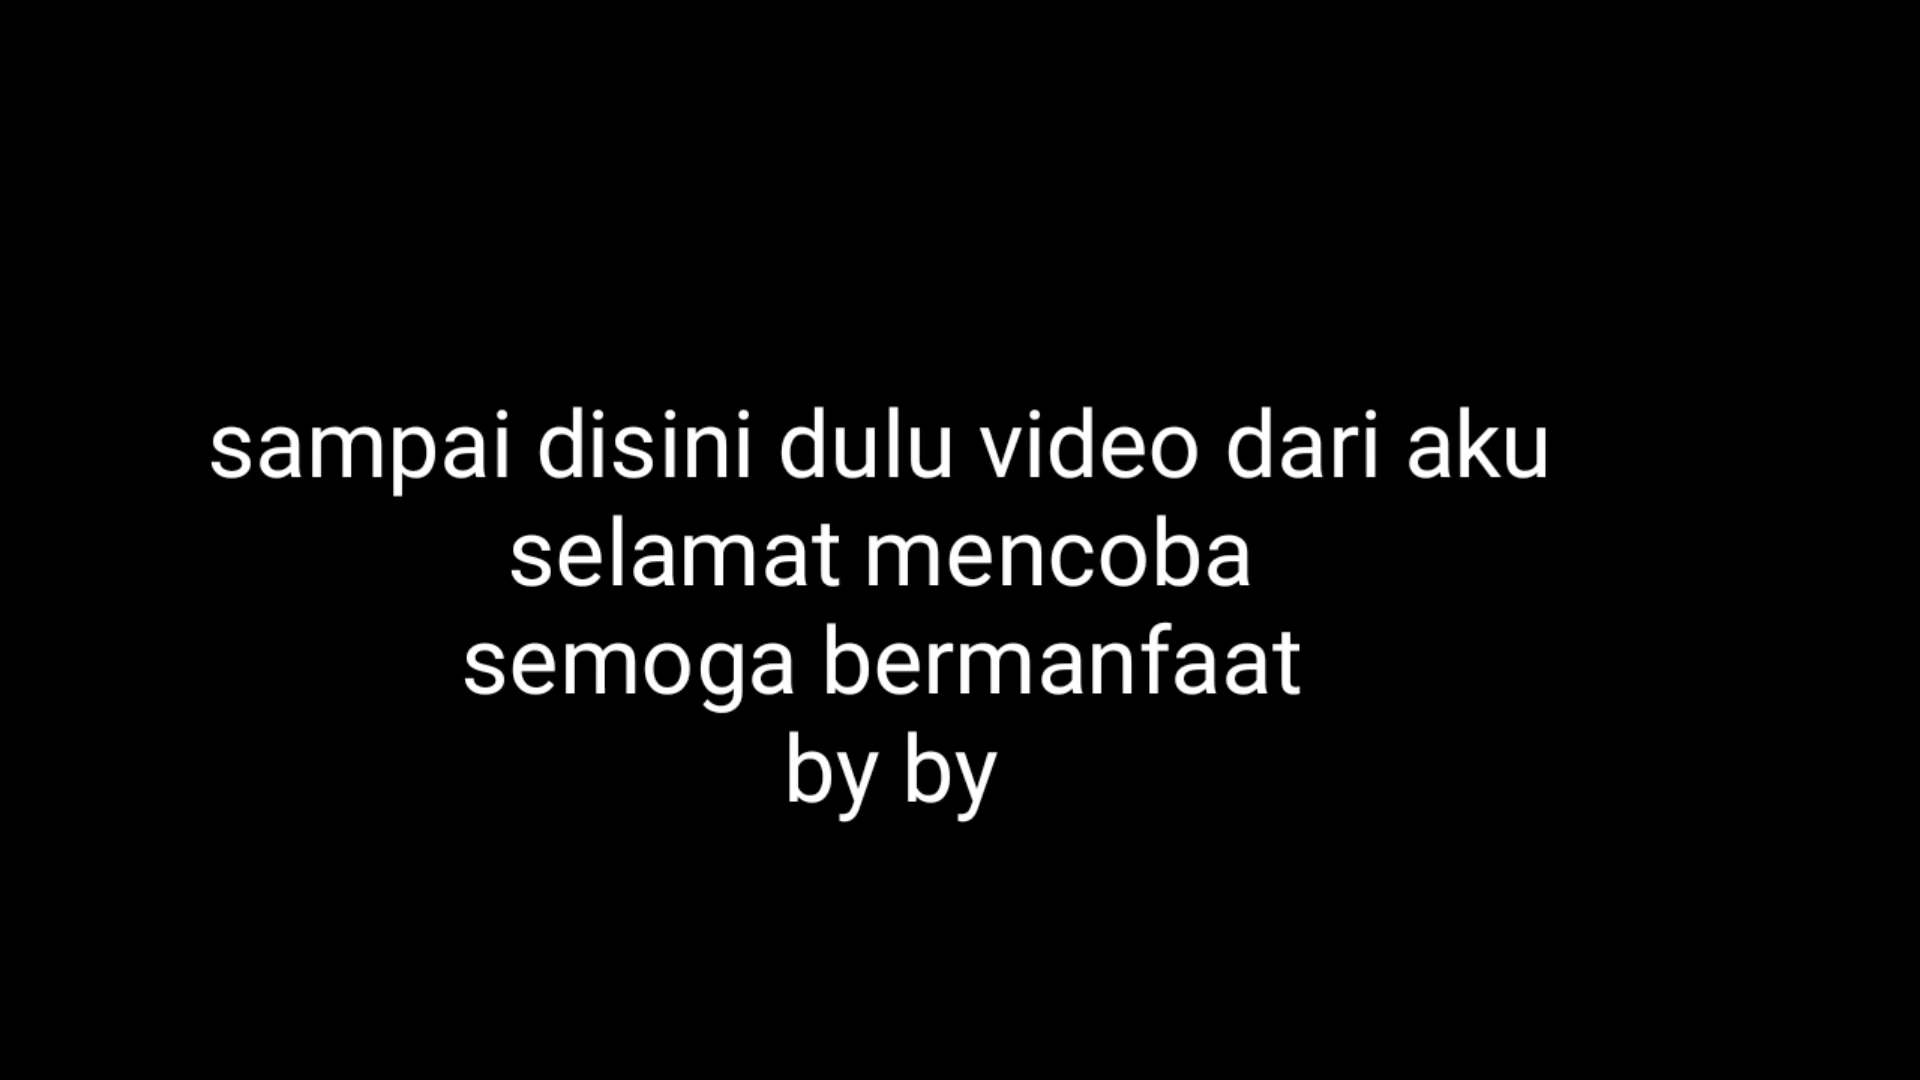 sampai disini dulu video dari aku
selamat mencoba
semoga bermanfaat
by by